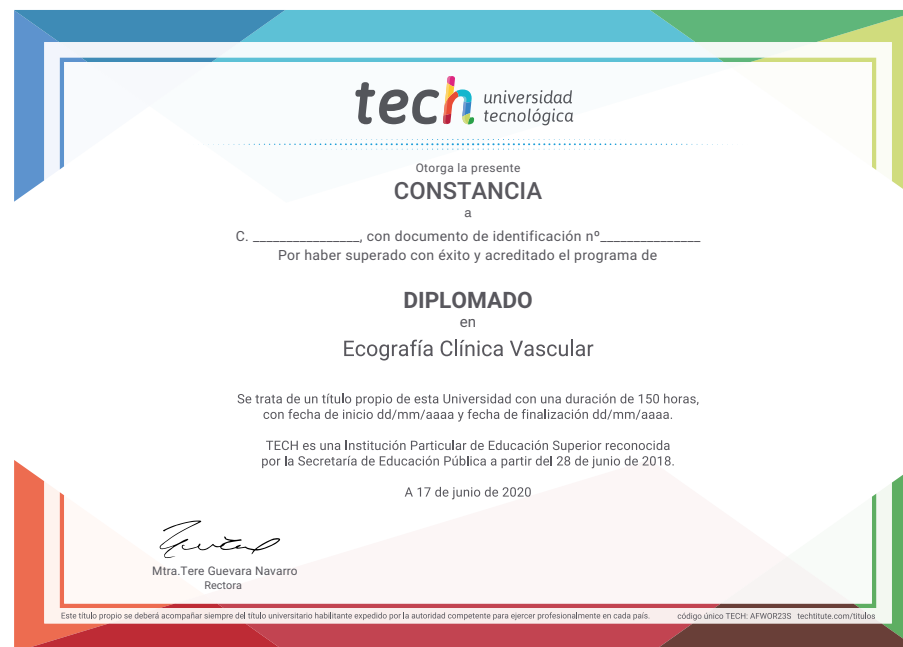 tech universidad
tecnológica
Otorga la presente
CONSTANCIA
a
C. ________________, con documento de identificación nº_______________
Por haber superado con éxito y acreditado el programa de
DIPLOMADO
en
Ecografía Clínica Vascular
Se trata de un título propio de esta Universidad con una duración de 150 horas,
con fecha de inicio dd/mm/aaaa y fecha de finalización dd/mm/aaaa.
TECH es una Institución Particular de Educación Superior reconocida
por la Secretaría de Educación Pública a partir del 28 de junio de 2018.
A 17 de junio de 2020
Mtra.Tere Guevara Navarro
Rectora
Este título propio se deberá acompañar siempre del título universitario habilitante expedido por la autoridad competente para ejercer profesionalmente en cada país. código único TECH: AFWOR23S techtitute.com/titulos